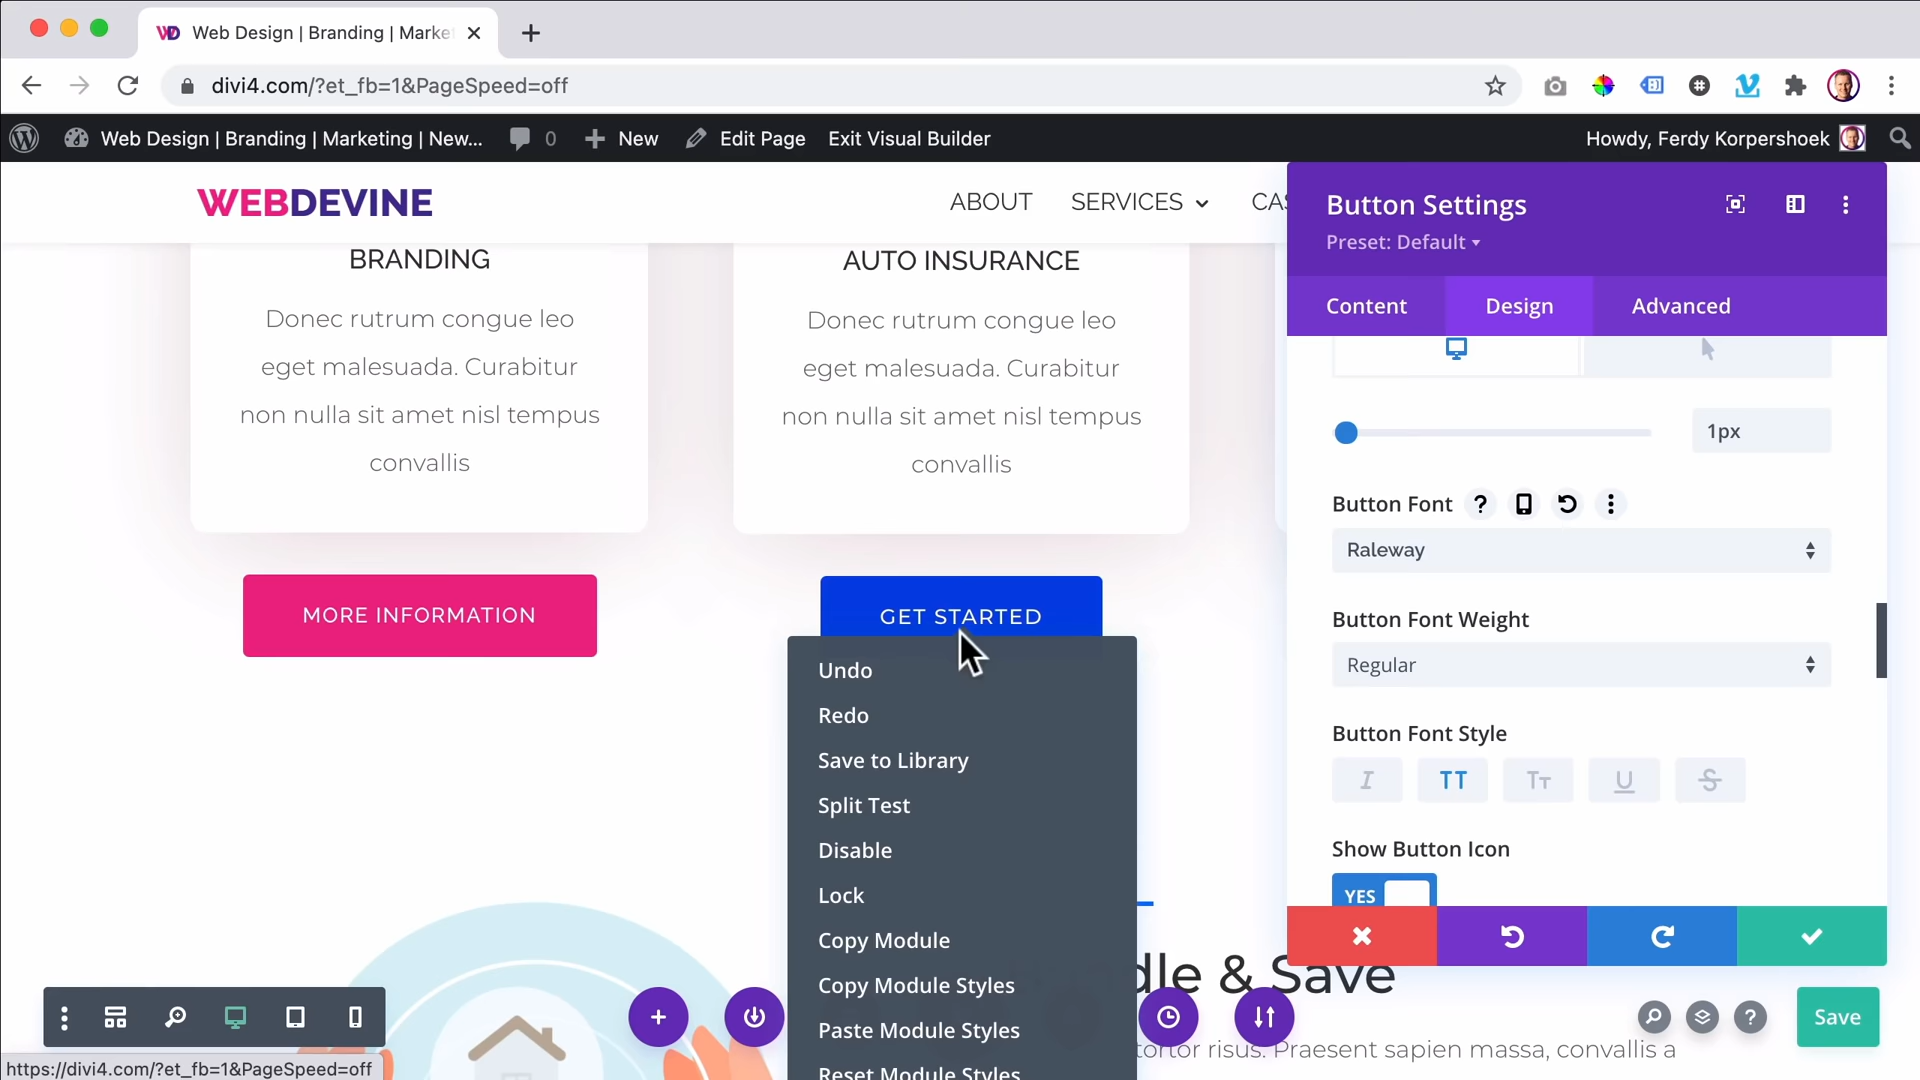 Web Design | Branding | Marke
divi4.com/?et_fb=1&PageSpeed=off
Web Design | Branding | Marketing | New... 0 New Edit Page Exit Visual Builder Howdy, Ferdy Korpershoek
WEBDEVINE ABOUT SERVICES CAS
BRANDING
Donec rutrum congue leo
eget malesuada. Curabitur
non nulla sit amet nisl tempus
convallis
MORE INFORMATION
AUTO INSURANCE
Donec rutrum congue leo
eget malesuada. Curabitur
non nulla sit amet nisl tempus
convallis
GET STARTED
Undo
Redo
Save to Library
Split Test
Disable
Lock
Copy Module
Copy Module Styles
Paste Module Styles
Reset Module Styles
Button Settings
Preset: Default
Content Design Advanced
1px
Button Font ?
Raleway
Button Font Weight
Regular
Button Font Style
I TT Tт U S
Show Button Icon
YES
dle & Save
? Save
tortor risus. Praesent sapien massa, convallis a
https://divi4.com/?et_fb=1&PageSpeed=off